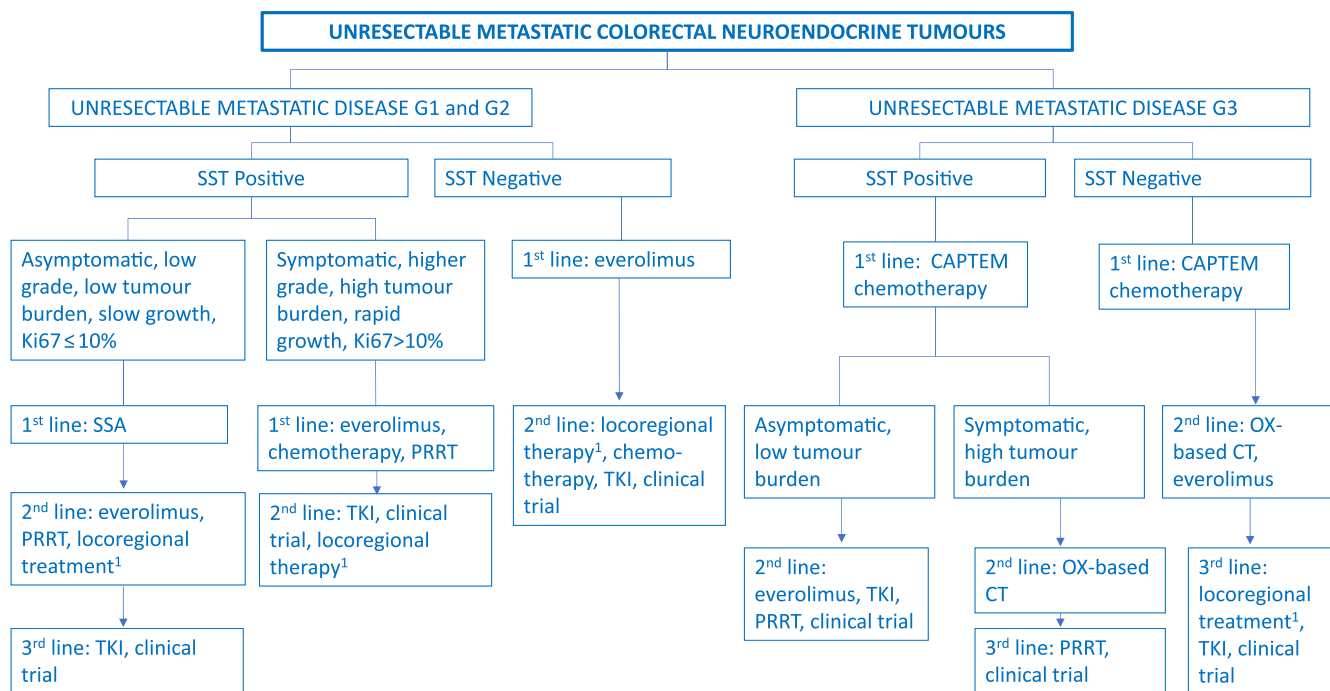 UNRESECTABLE METASTATIC COLORECTAL NEUROENDOCRINE TUMOURS
UNRESECTABLE METASTATIC DISEASE G1 and G2
UNRESECTABLE METASTATIC DISEASE G3
SST Positive
SST Negative
SST Positive
SST Negative
Asymptomatic, low
grade, low tumour
burden, slow growth,
Ki67 ≤ 10%
Symptomatic, higher
grade, high tumour
burden, rapid
growth, Ki67>10%
1st line: everolimus
1st line: CAPTEM
chemotherapy
1st line: CAPTEM
chemotherapy
1st line: SSA
1st line: everolimus,
chemotherapy, PRRT
2nd line: locoregional
therapy1, chemo-
therapy, TKI, clinical
trial
Asymptomatic,
low tumour
burden
Symptomatic,
high tumour
burden
2nd line: OX-
based CT,
everolimus
2nd line: everolimus,
PRRT, locoregional
treatment1
2nd line: TKI, clinical
trial, locoregional
therapy1
2nd line:
everolimus, TKI,
PRRT, clinical trial
2nd line: OX-based
CT
3rd line:
locoregional
treatment1,
TKI, clinical
trial
3rd line: TKI, clinical
trial
3rd line: PRRT,
clinical trial